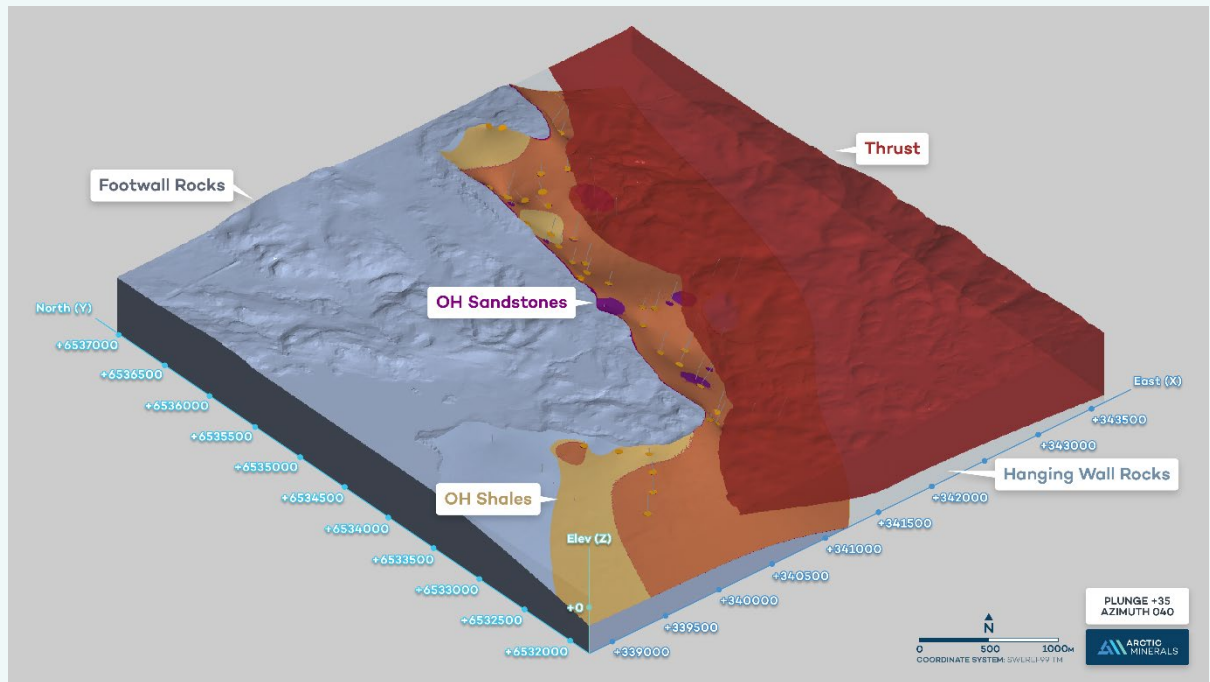 Thrust
Footwall Rocks
OH Sandstones
North (Y)
+6537000
+6536500
+6536000
+6535500
+6535000
+6534500
+6534000
+6533500
+6533000
+6532500
+6532000
East (X)
+343500
+343000
Hanging Wall Rocks
+342000
+341500
+341000
+340500
+340000
+339500
+339000
OH Shales
Elev (Z)
+0
PLUNGE +35
AZIMUTH 040
N
0 500 1000M
COORDINATE SYSTEM: SWEREF99 TM
ARCTIC
MINERALS